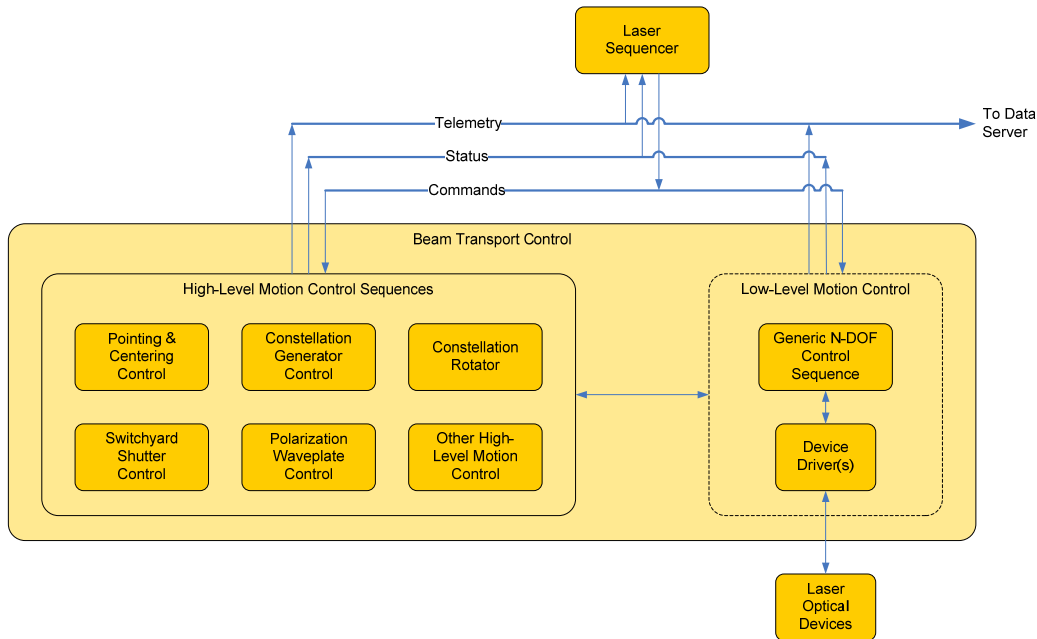 Laser
Sequencer
Telemetry
To Data
Server
Status
Commands
Beam Transport Control
High-Level Motion Control Sequences
Low-Level Motion Control
Pointing &
Centering
Control
Constellation
Generator
Control
Constellation
Rotator
Generic N-DOF
Control
Sequence
Switchyard
Shutter
Control
Polarization
Waveplate
Control
Other High-
Level Motion
Control
Device
Driver(s)
Laser
Optical
Devices